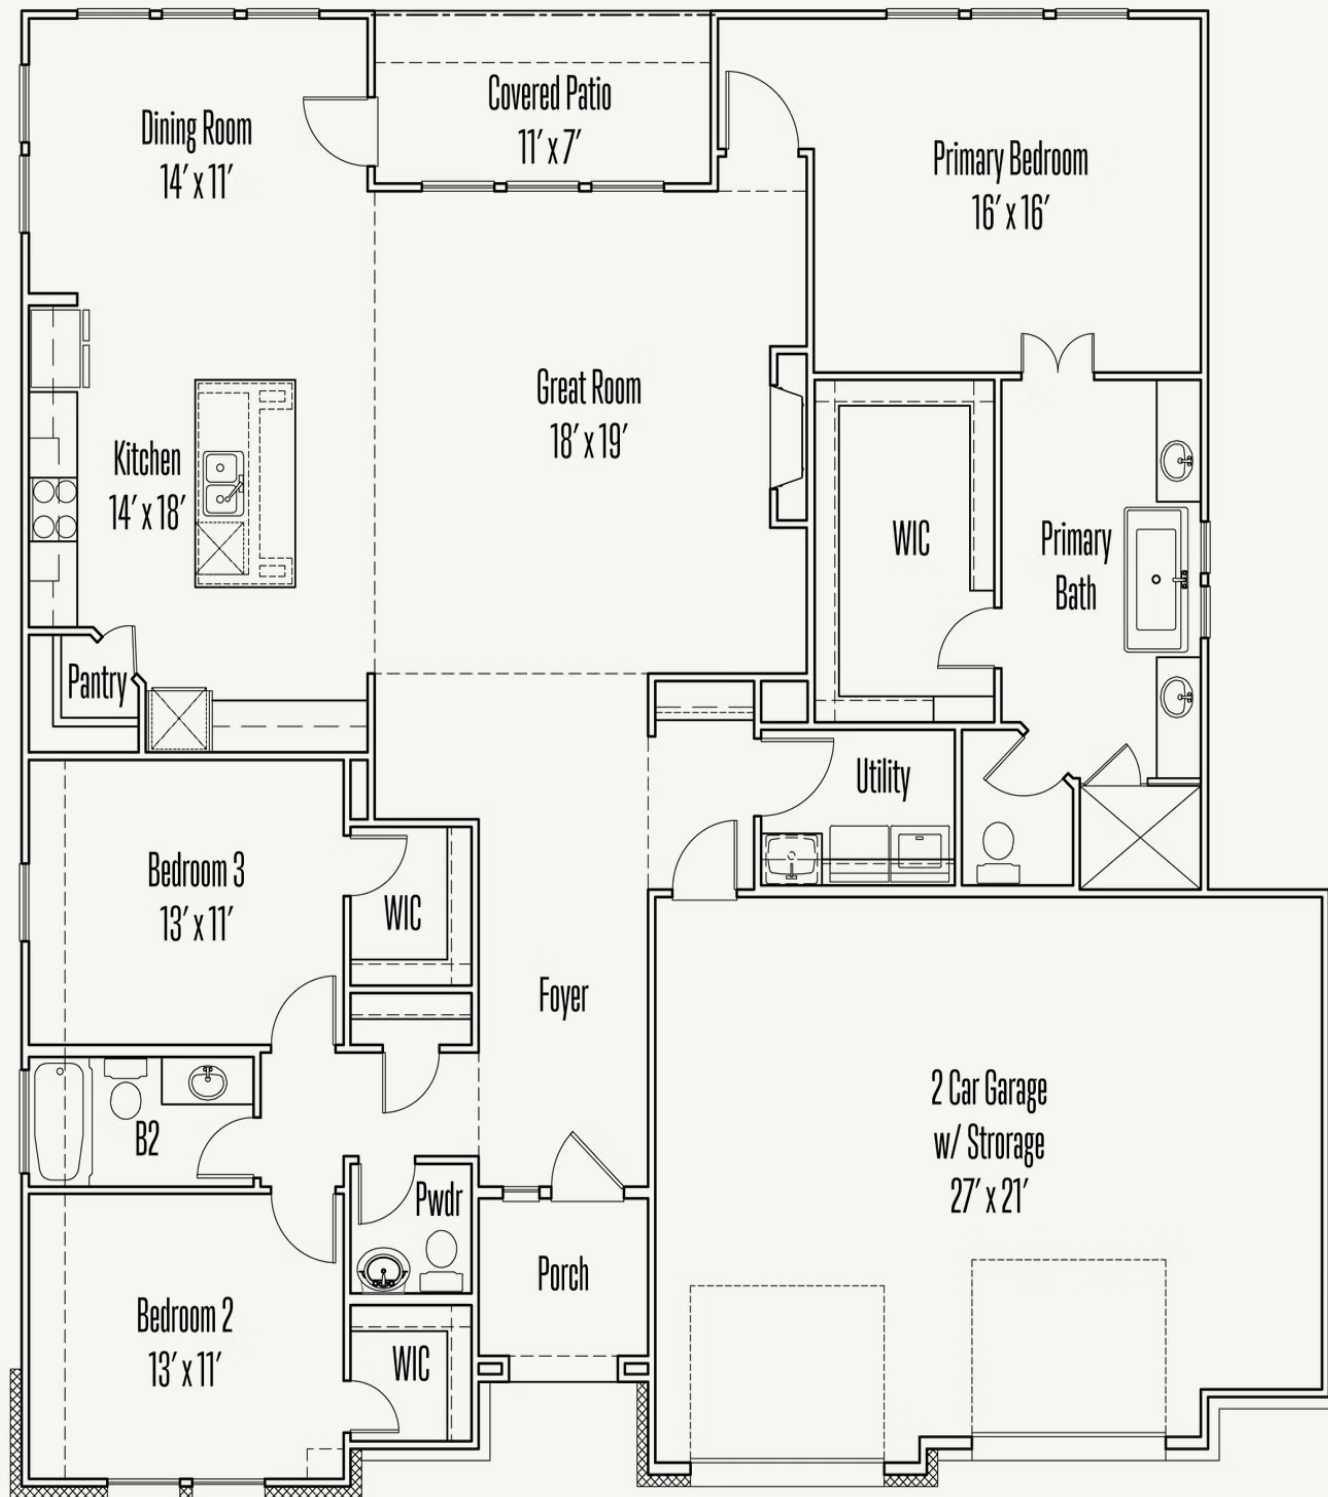 Covered Patio
11′ x 7′
Dining Room
14′ x 11′
Primary Bedroom
16′ x 16′
Great Room
18′ x 19′
Kitchen
14′ x 18′
WIC
Primary
Bath
Pantry
Utility
Bedroom 3
13′ x 11′
WIC
Foyer
2 Car Garage
w/ Strorage
27′ x 21′
B2
Pwdr
Porch
Bedroom 2
13′ x 11′
WIC